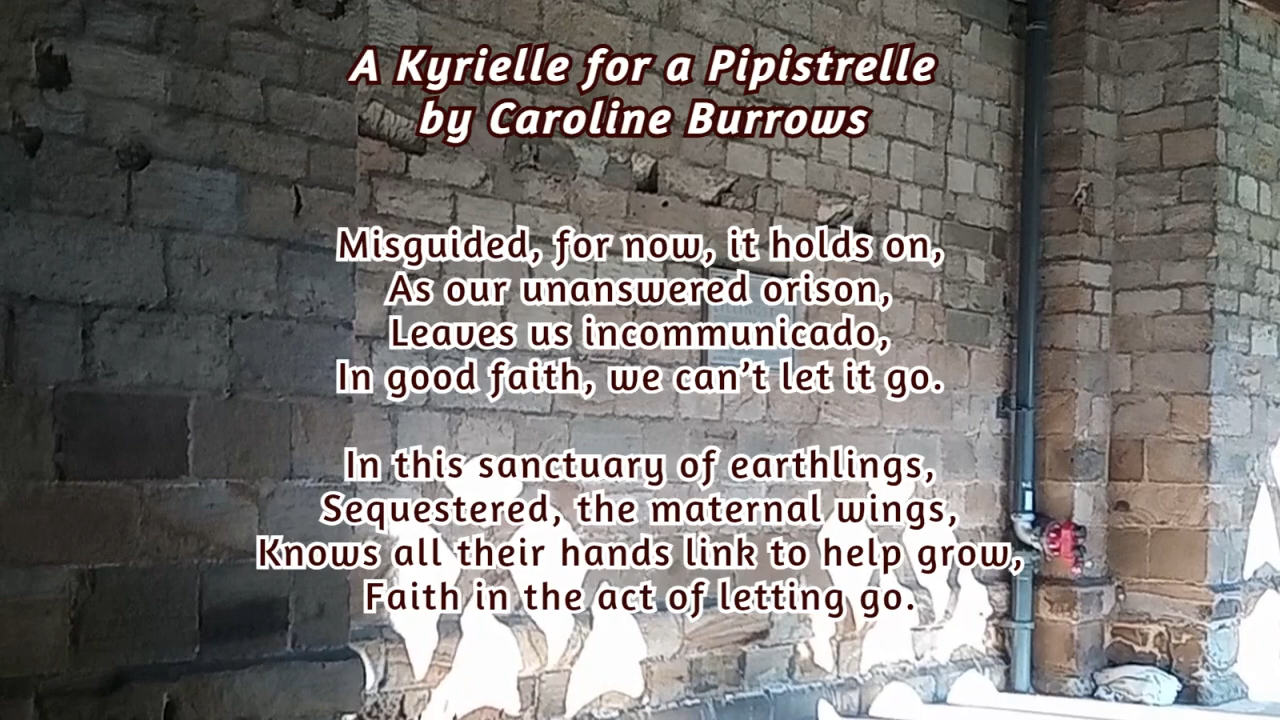 A Kyrielle for a Pipistrelle
by Caroline Burrows
Misguided, for now, it holds on,
As our unanswered orison,
Leaves us incommunicado,
In good faith, we can’t let it go.
In this sanctuary of earthlings,
Sequestered, the maternal wings,
Knows all their hands link to help grow,
Faith in the act of letting go.